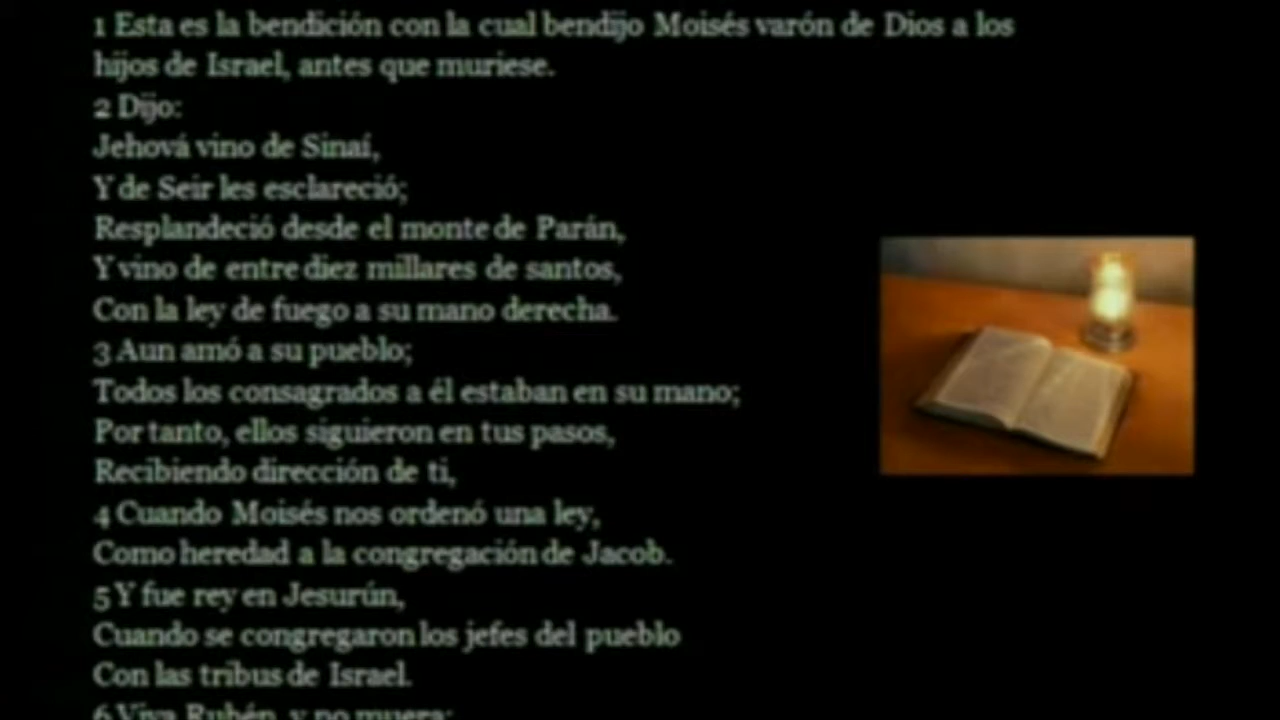 1 Esta es la bendición con la cual bendijo Moisés varón de Dios a los
hijos de Israel, antes que muriese.
2 Dijo:
Jehová vino de Sinaí,
Y de Seir les esclareció;
Resplandeció desde el monte de Parán,
Y vino de entre diez millares de santos,
Con la ley de fuego a su mano derecha.
3 Aun amó a su pueblo;
Todos los consagrados a él estaban en su mano;
Por tanto, ellos siguieron en tus pasos,
Recibiendo dirección de ti,
4 Cuando Moisés nos ordenó una ley,
Como heredad a la congregación de Jacob.
5 Y fue rey en Jesurún,
Cuando se congregaron los jefes del pueblo
Con las tribus de Israel.
6 Viva Rubén, y no muera;